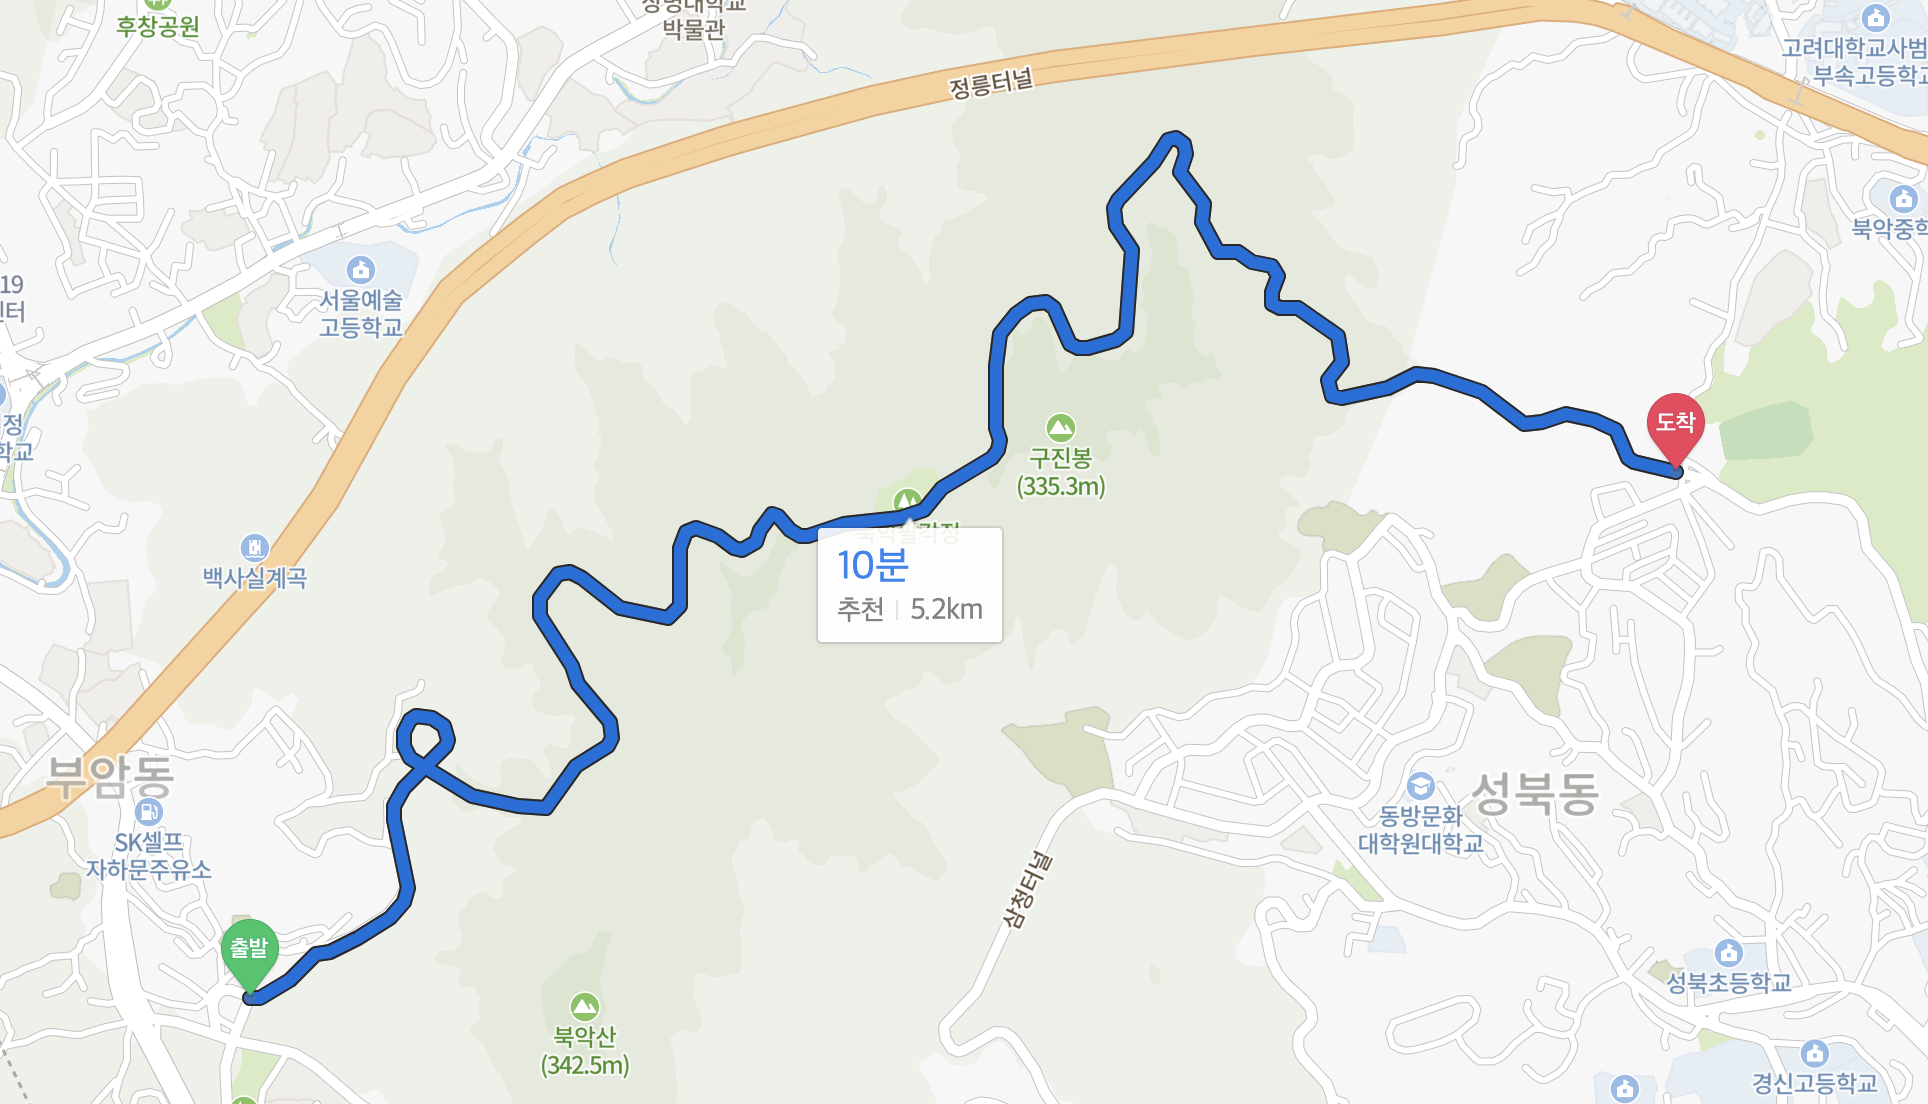 후창공원
박물관
정릉터널
고려대학교사범
부속고등학교
북악중학
19
서울예술
고등학교
구진봉
(335.3m)
도착
백사실계곡
10분
추천 | 5.2km
부암동
SK셀프
자하문주유소
성북동
동방문화
대학원대학교
삼청터널
출발
성북초등학교
북악산
(342.5m)
경신고등학교